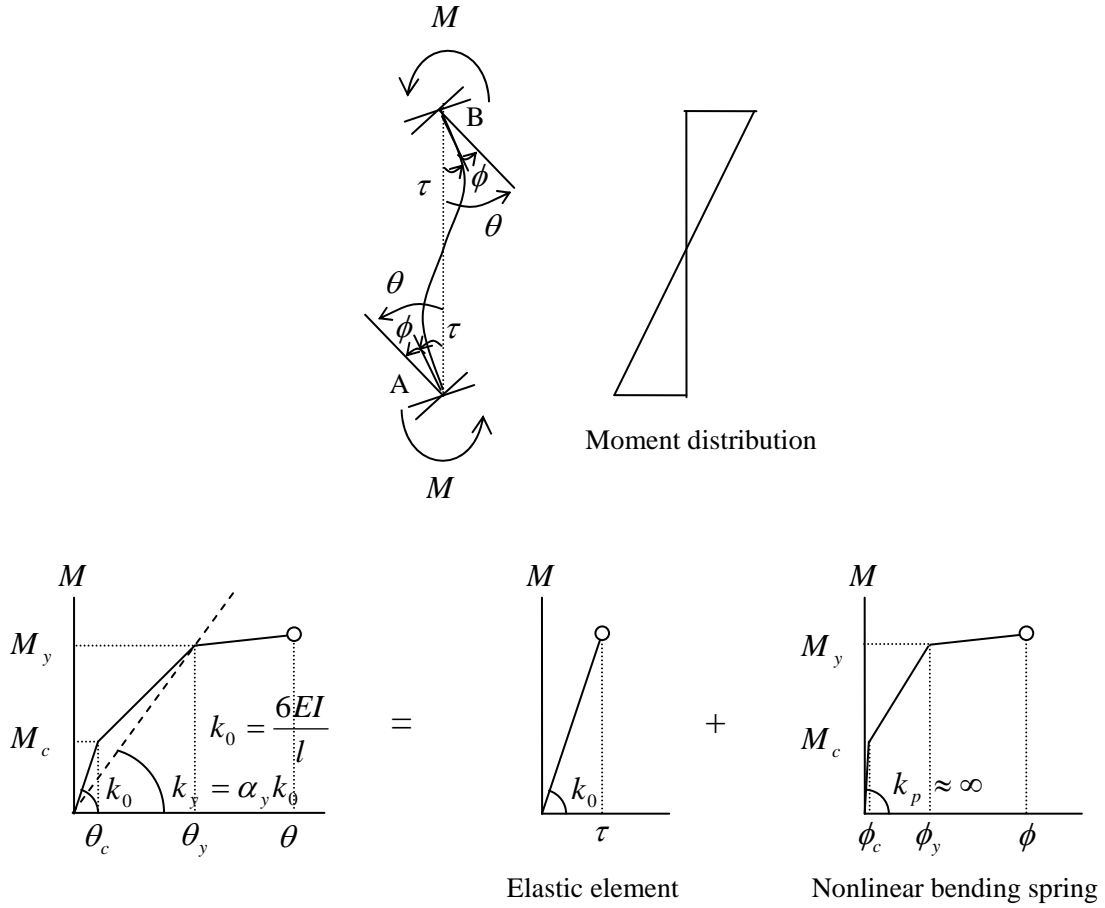 M
B
τ
ϕ
θ
θ
ϕ
τ
A
M
Moment distribution
M
M_y
M_c
k_0 = 6EI/l
k_0
k_y = α_y k_0
θ_c
θ_y
θ
=
M
k_0
τ
Elastic element
+
M
M_y
M_c
k_p ≈ ∞
ϕ_c
ϕ_y
ϕ
Nonlinear bending spring